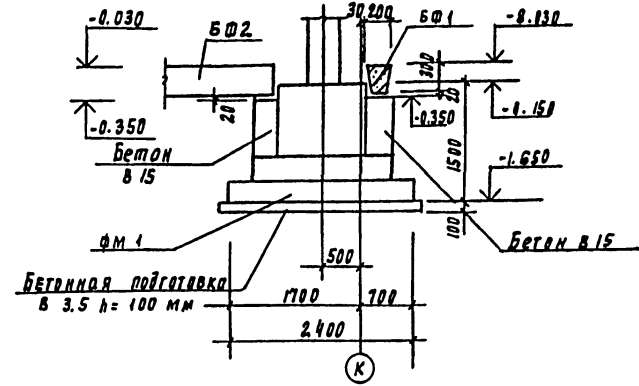 -0.030
БФ2
30 200
БФ1
-0.030
300
20
20
-0.350
-0.350
-0.150
Бетон
В 15
1500
-1.650
100
ФМ 1
Бетон В 15
500
Бетонная подготовка
В 3.5 h= 100 мм
1700
700
2400
К